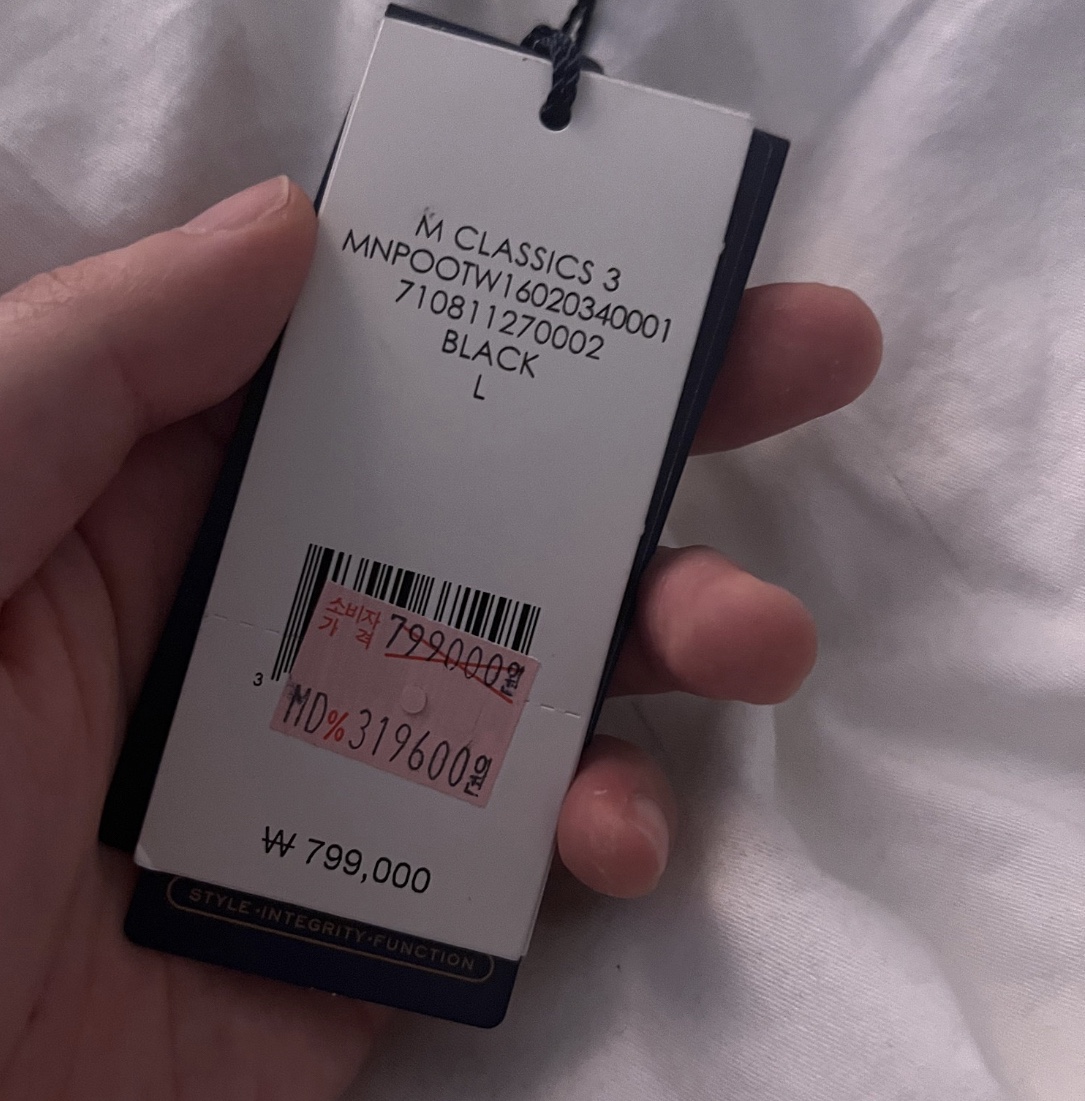 M CLASSICS 3
MNPOOTW16020340001
710811270002
BLACK
L
소비자
가 격 799000원
3
MD%319600원
₩ 799,000
STYLE·INTEGRITY·FUNCTION